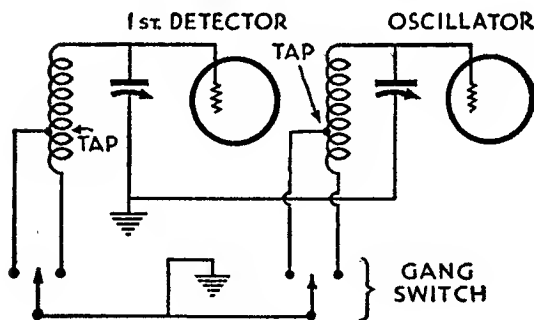 1ST. DETECTOR
OSCILLATOR
TAP
TAP
GANG
SWITCH